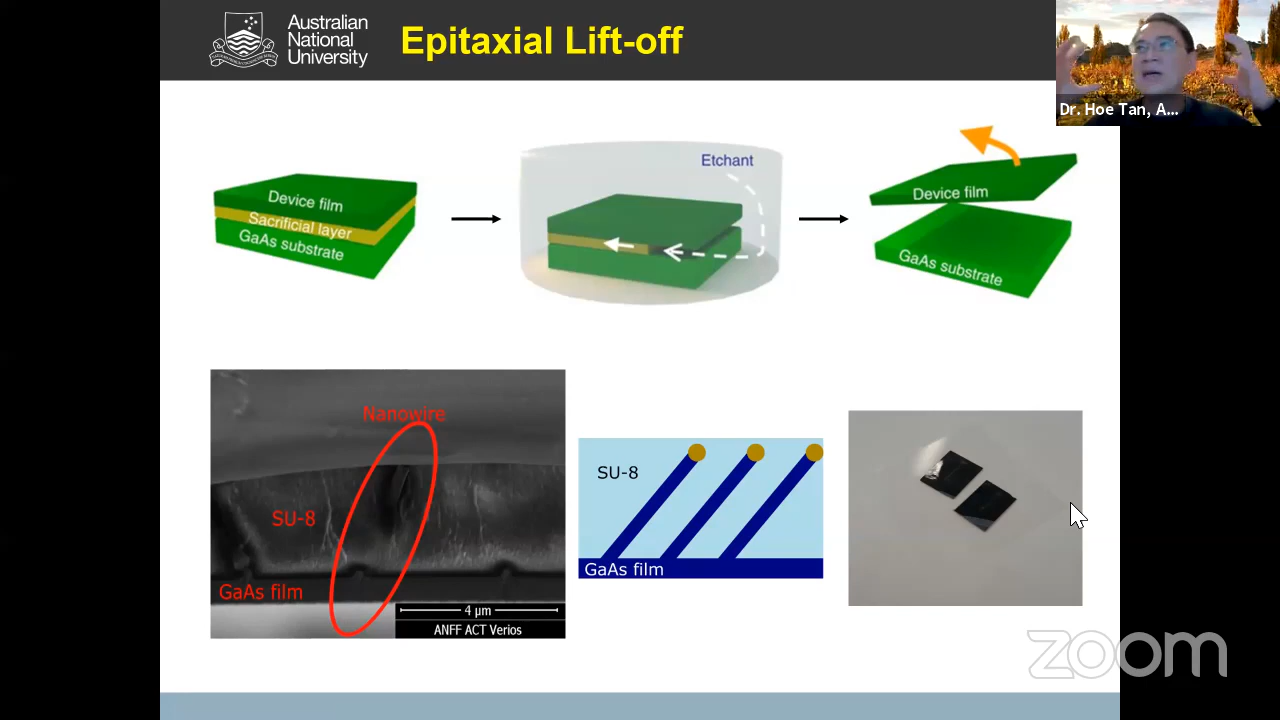 Australian
National
University
Epitaxial Lift-off
Dr. Hoe Tan, A...
Device film
Sacrificial layer
GaAs substrate
Etchant
Device film
GaAs substrate
Nanowire
SU-8
GaAs film
4 µm
ANFF ACT Verios
SU-8
GaAs film
zoom